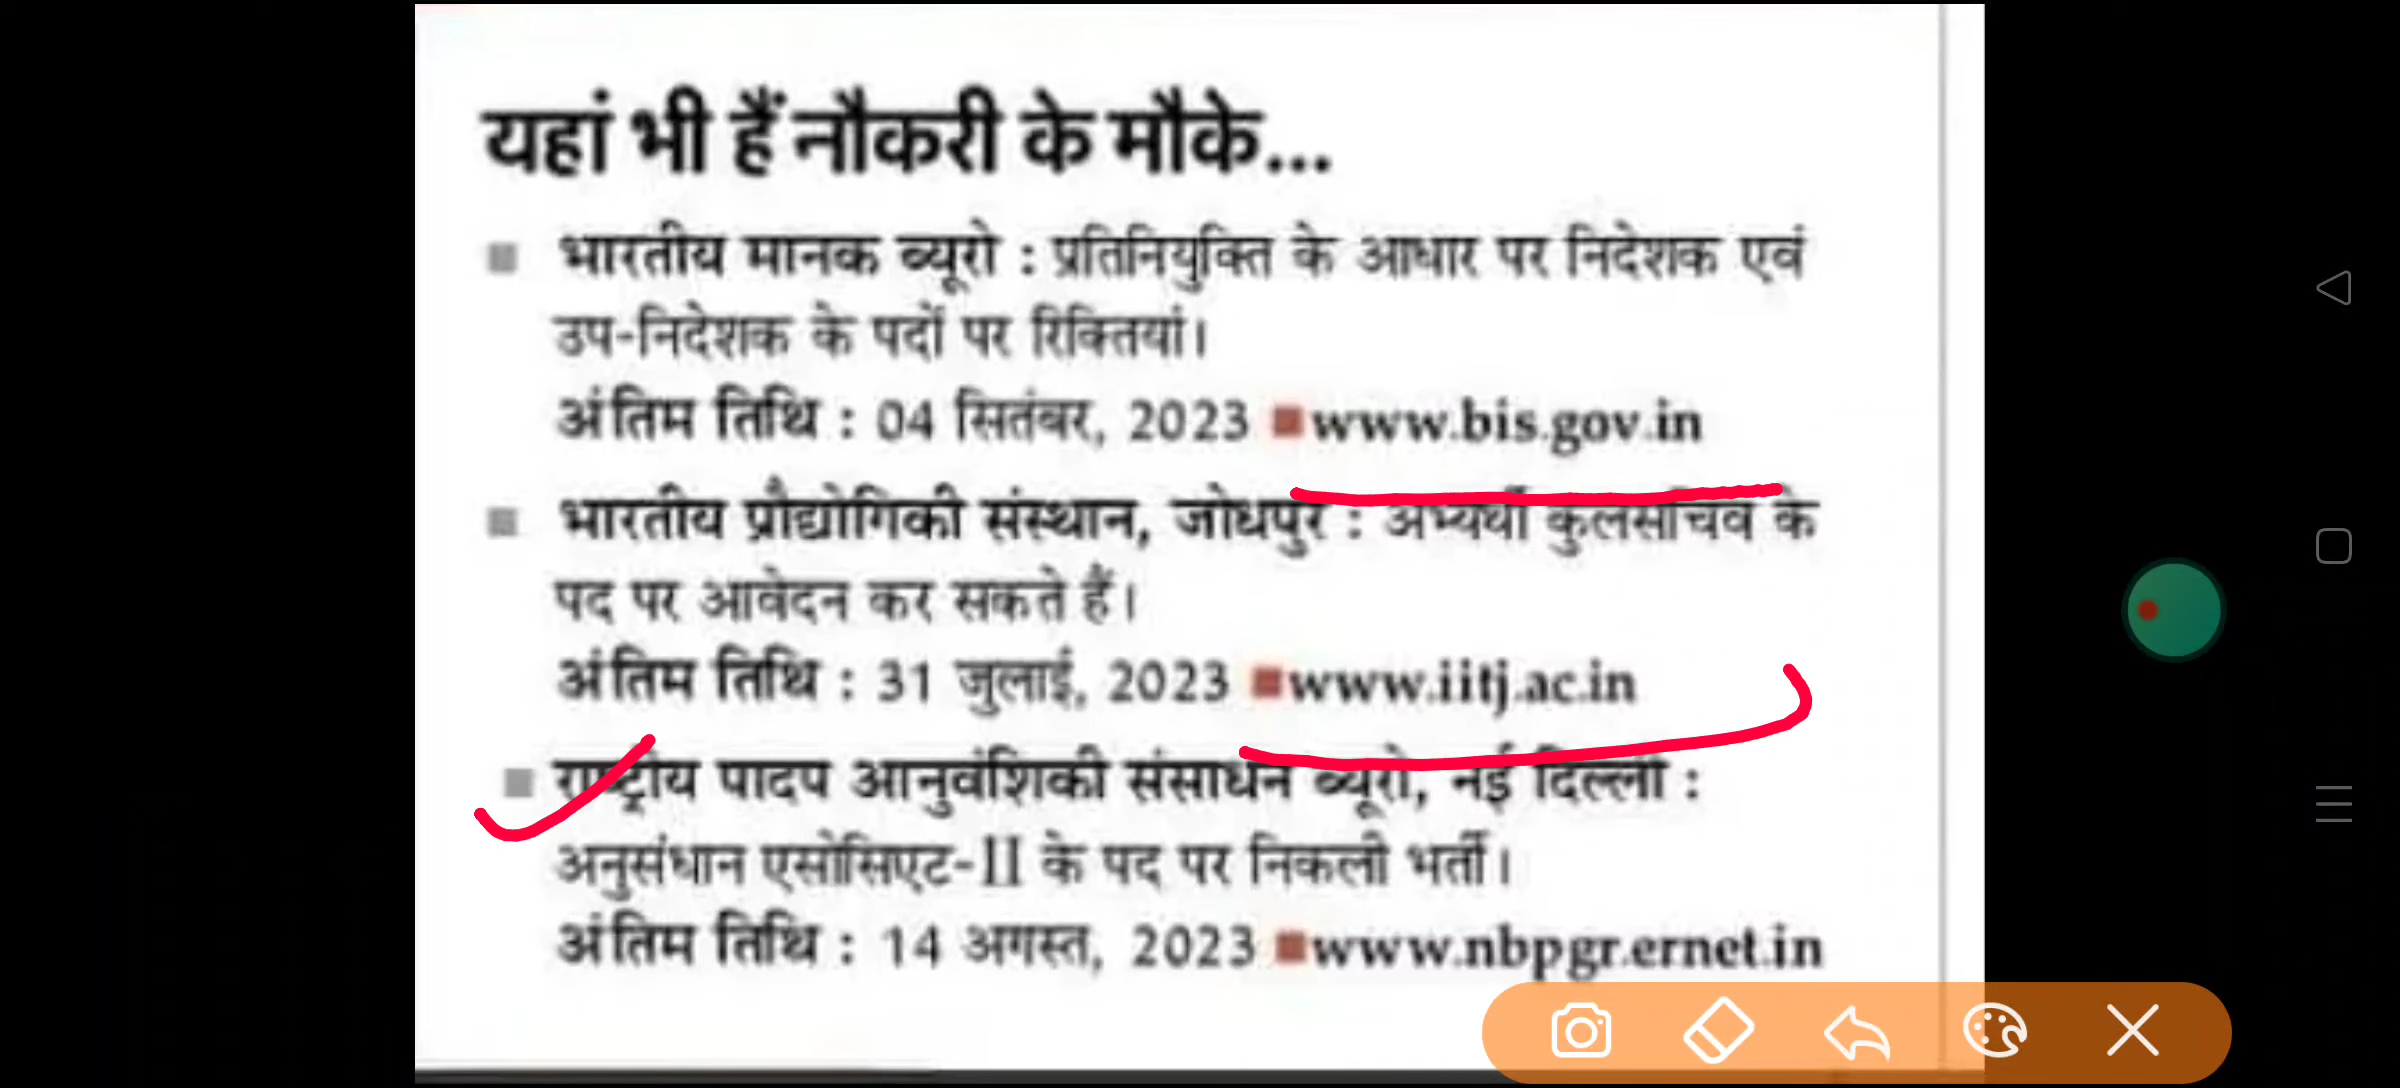 यहां भी हैं नौकरी के मौके...
भारतीय मानक ब्यूरो : प्रतिनियुक्ति के आधार पर निदेशक एवं
उप-निदेशक के पदों पर रिक्तियां।
अंतिम तिथि : 04 सितंबर, 2023 ■www.bis.gov.in
भारतीय प्रौद्योगिकी संस्थान, जोधपुर : अभ्यर्थी कुलसचिव के
पद पर आवेदन कर सकते हैं।
अंतिम तिथि : 31 जुलाई, 2023 ■www.iitj.ac.in
राष्ट्रीय पादप आनुवंशिकी संसाधन ब्यूरो, नई दिल्ली :
अनुसंधान एसोसिएट-II के पद पर निकली भर्ती।
अंतिम तिथि : 14 अगस्त, 2023 ■www.nbpgr.ernet.in